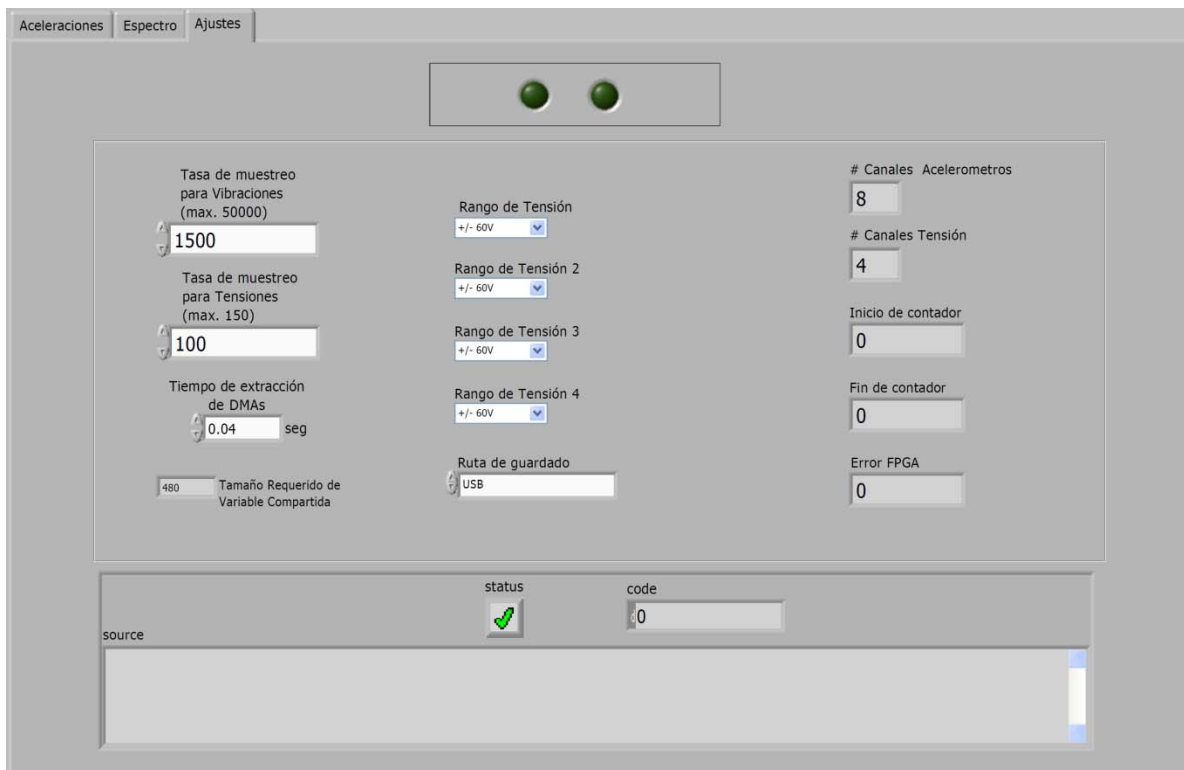 Aceleraciones
Espectro
Ajustes
Tasa de muestreo
para Vibraciones
(max. 50000)
1500
Tasa de muestreo
para Tensiones
(max. 150)
100
Tiempo de extracción
de DMAs
0.04 seg
480
Tamaño Requerido de
Variable Compartida
Rango de Tensión
+/- 60V
Rango de Tensión 2
+/- 60V
Rango de Tensión 3
+/- 60V
Rango de Tensión 4
+/- 60V
Ruta de guardado
USB
# Canales Acelerometros
8
# Canales Tensión
4
Inicio de contador
0
Fin de contador
0
Error FPGA
0
status
code
0
source